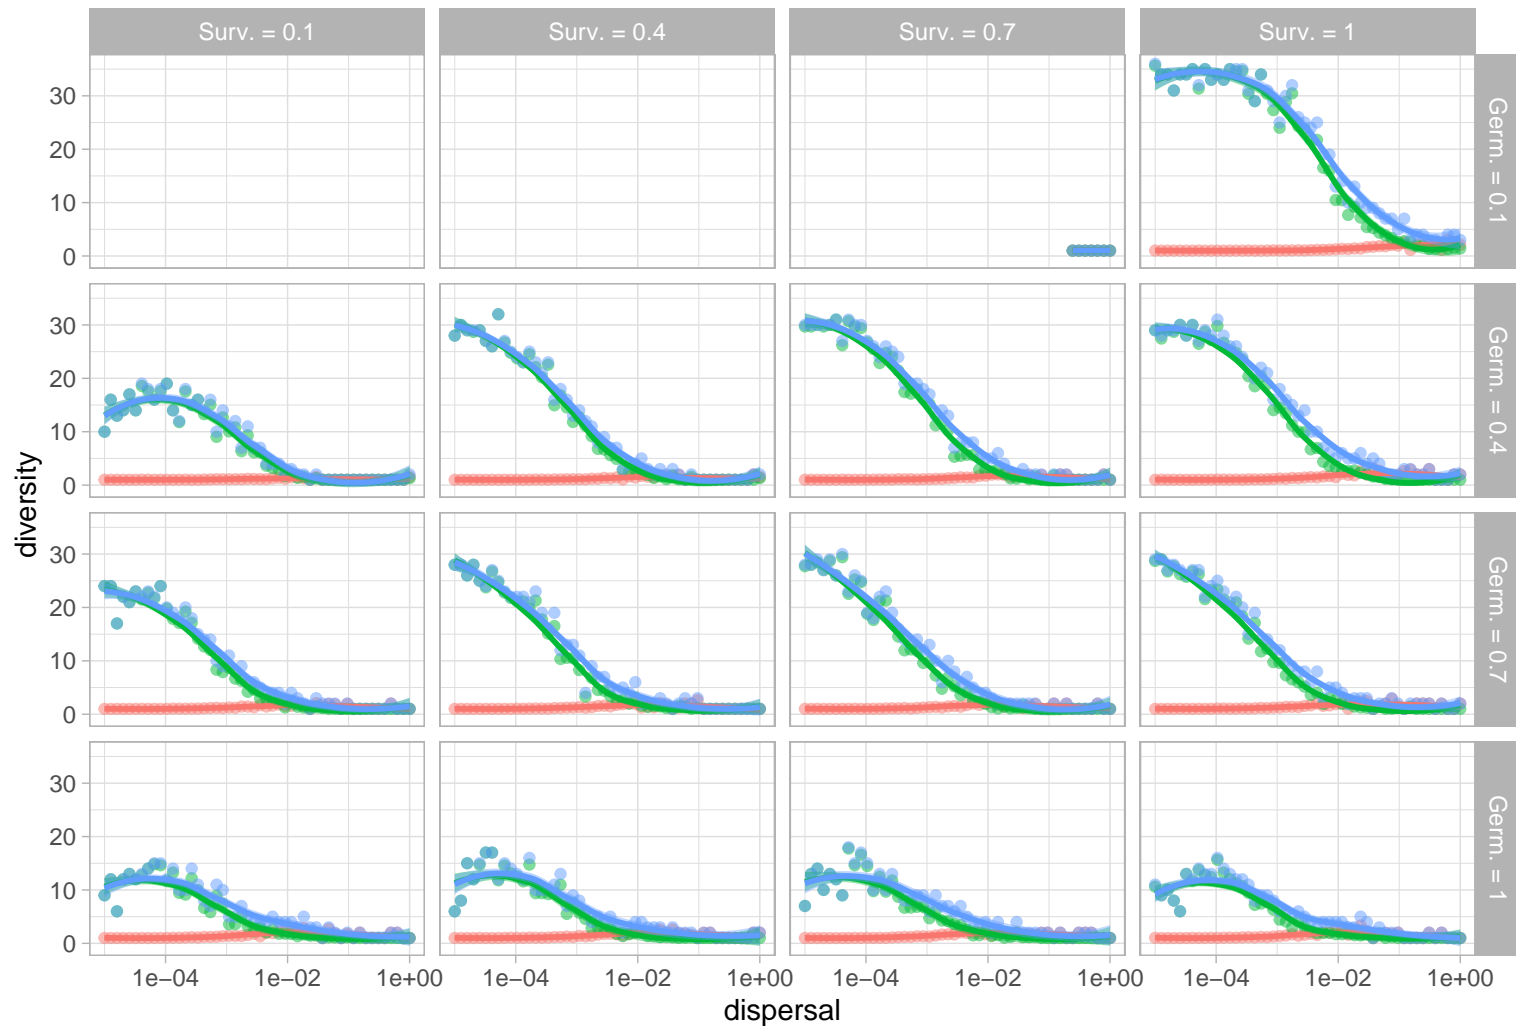 Surv. = 0.1
Surv. = 0.4
Surv. = 0.7
Surv. = 1
Germ. = 0.1
Germ. = 0.4
Germ. = 0.7
Germ. = 1
diversity
30
20
10
0
30
20
10
0
30
20
10
0
30
20
10
0
1e−04
1e−02
1e+00
1e−04
1e−02
1e+00
1e−04
1e−02
1e+00
1e−04
1e−02
1e+00
dispersal